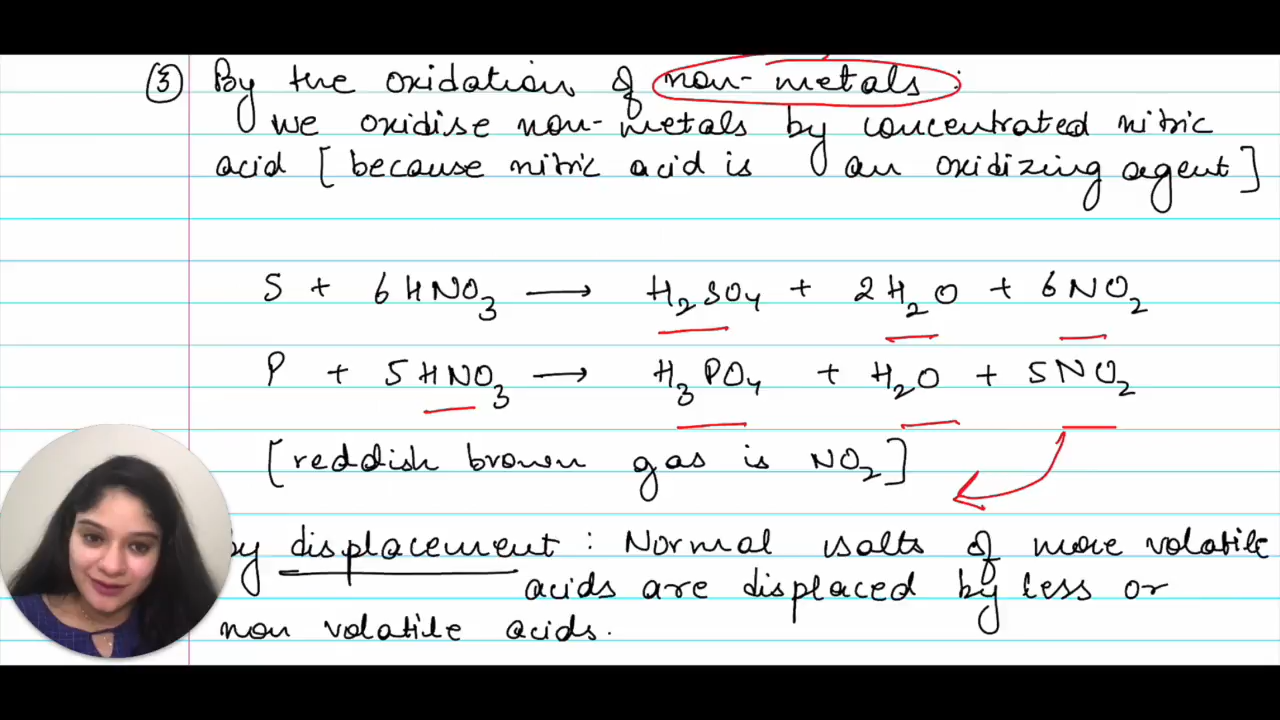 ③ By the oxidation of non-metals :
We oxidise non-metals by concentrated nitric
acid [because nitric acid is an oxidizing agent]
S + 6HNO₃ ⟶ H₂SO₄ + 2H₂O + 6NO₂
P + 5HNO₃ ⟶ H₃PO₄ + H₂O + 5NO₂
[reddish brown gas is NO₂]
By displacement : Normal salts of more volatile
acids are displaced by less or
non volatile acids.